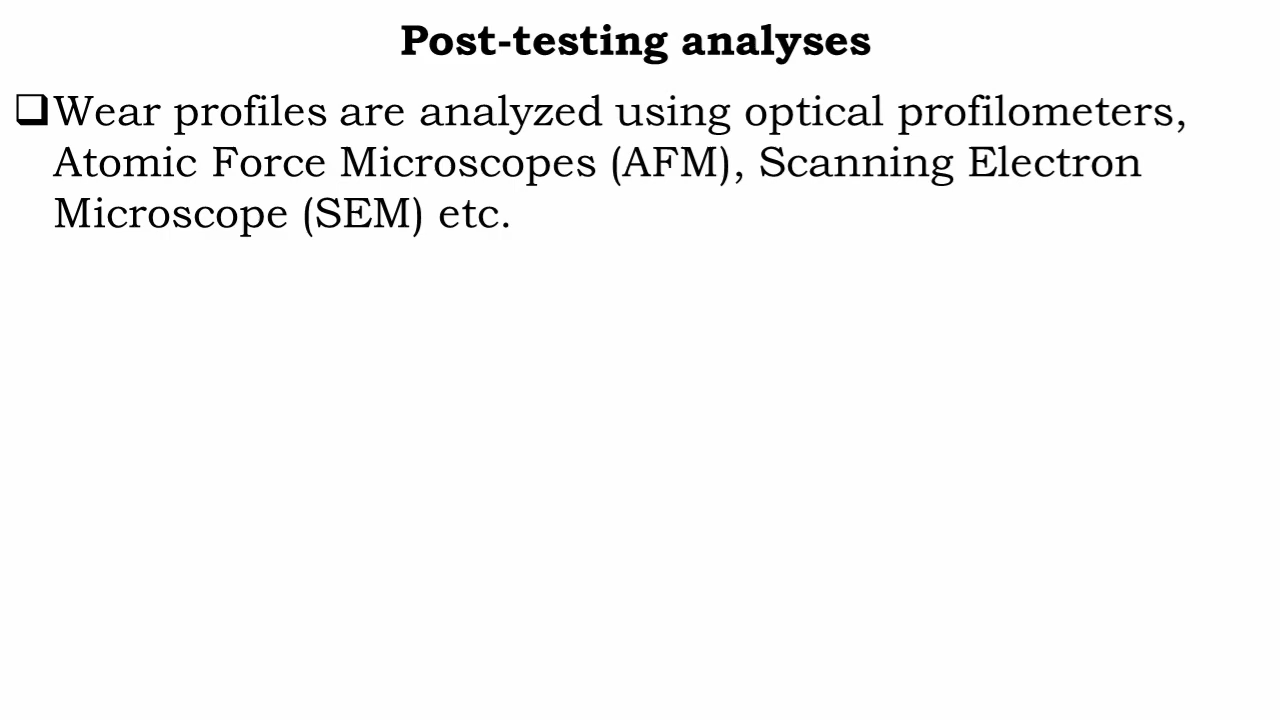 Post-testing analyses
❑Wear profiles are analyzed using optical profilometers,
Atomic Force Microscopes (AFM), Scanning Electron
Microscope (SEM) etc.